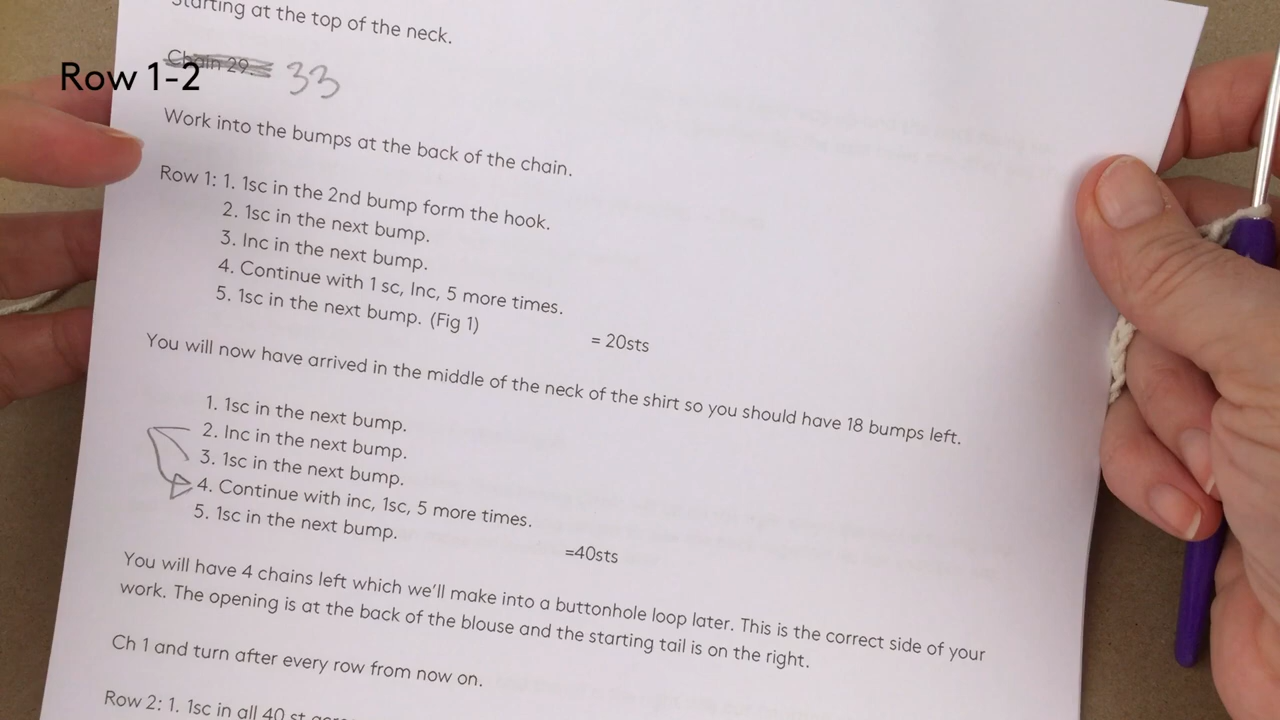 Starting at the top of the neck.
Chain 29. 33
Row 1-2
Work into the bumps at the back of the chain.
Row 1: 1. 1sc in the 2nd bump form the hook.
2. 1sc in the next bump.
3. Inc in the next bump.
4. Continue with 1 sc, Inc, 5 more times.
5. 1sc in the next bump. (Fig 1)
= 20sts
You will now have arrived in the middle of the neck of the shirt so you should have 18 bumps left.
1. 1sc in the next bump.
2. Inc in the next bump.
3. 1sc in the next bump.
4. Continue with inc, 1sc, 5 more times.
5. 1sc in the next bump.
=40sts
You will have 4 chains left which we'll make into a buttonhole loop later. This is the correct side of your
work. The opening is at the back of the blouse and the starting tail is on the right.
Ch 1 and turn after every row from now on.
Row 2: 1. 1sc in all 40 st